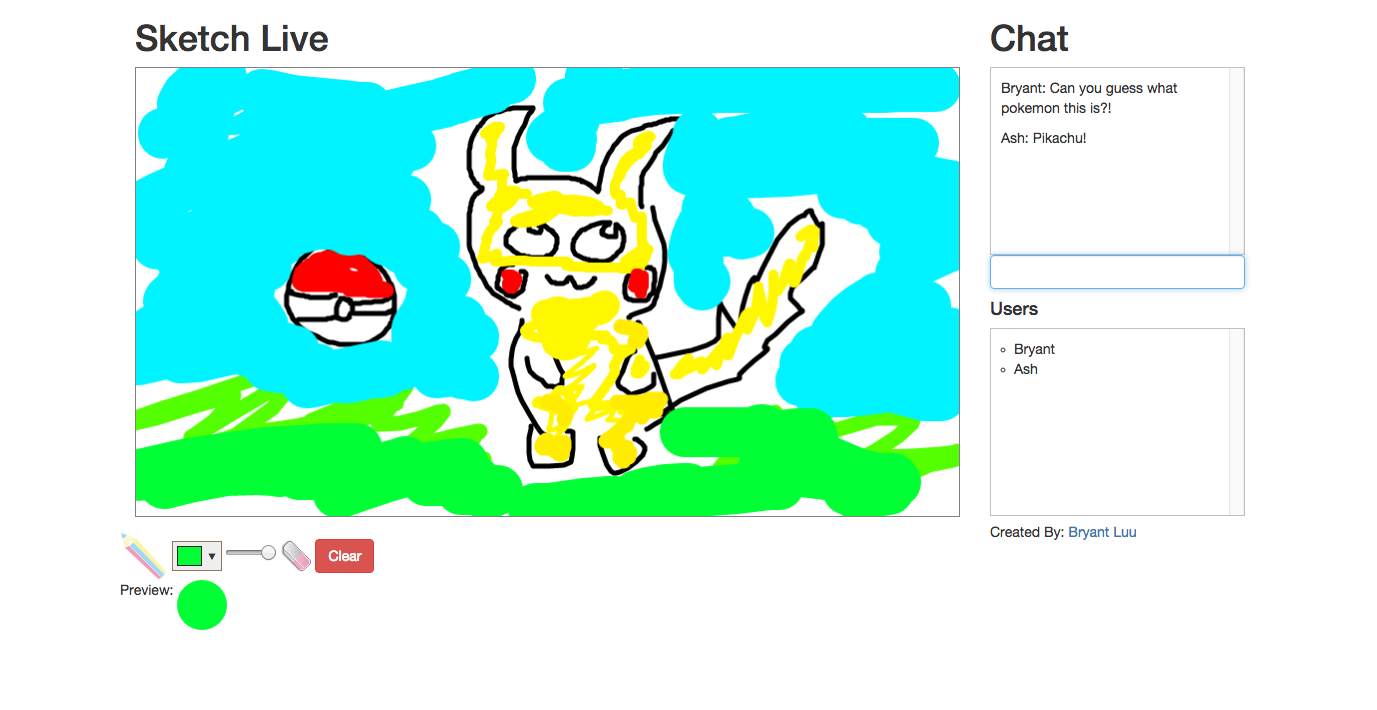 Sketch Live
Chat
Bryant: Can you guess what
pokemon this is?!
Ash: Pikachu!
Users
Bryant
Ash
Created By: Bryant Luu
Clear
Preview: